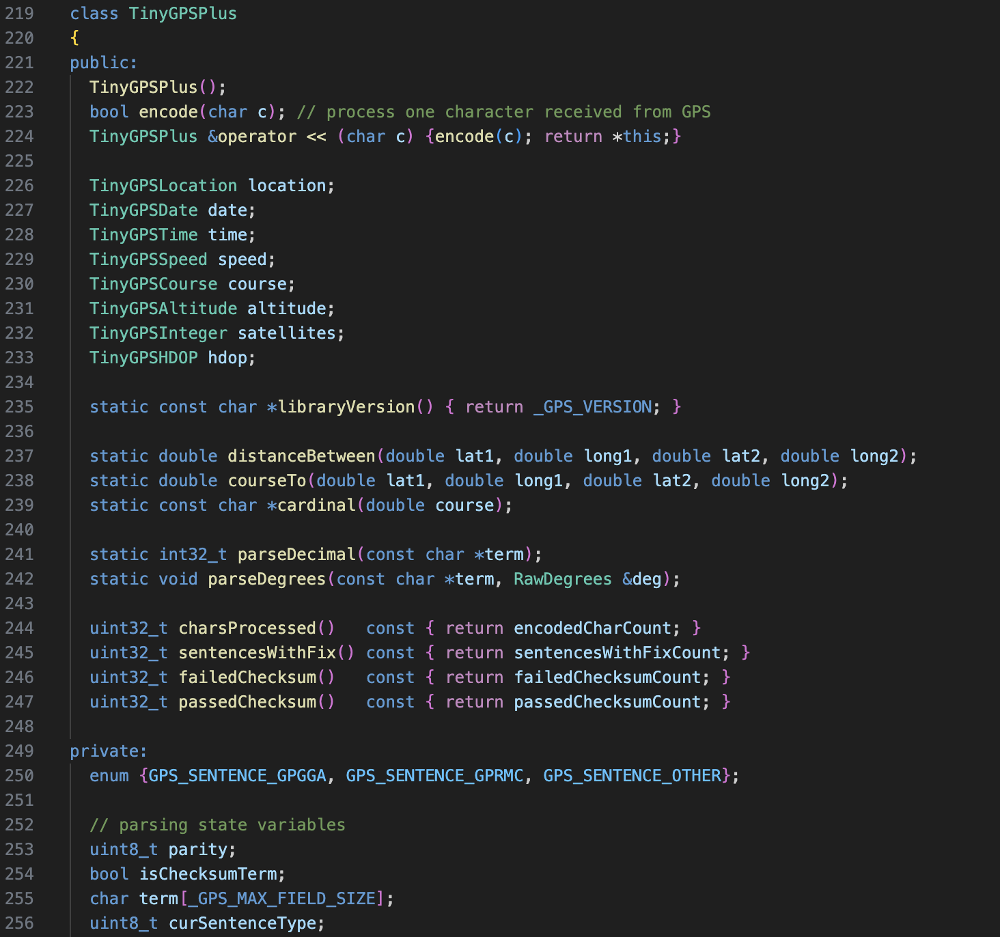 219 class TinyGPSPlus
220 {
221 public:
222   TinyGPSPlus();
223   bool encode(char c); // process one character received from GPS
224   TinyGPSPlus &operator << (char c) {encode(c); return *this;}
225
226   TinyGPSLocation location;
227   TinyGPSDate date;
228   TinyGPSTime time;
229   TinyGPSSpeed speed;
230   TinyGPSCourse course;
231   TinyGPSAltitude altitude;
232   TinyGPSInteger satellites;
233   TinyGPSHDOP hdop;
234
235   static const char *libraryVersion() { return _GPS_VERSION; }
236
237   static double distanceBetween(double lat1, double long1, double lat2, double long2);
238   static double courseTo(double lat1, double long1, double lat2, double long2);
239   static const char *cardinal(double course);
240
241   static int32_t parseDecimal(const char *term);
242   static void parseDegrees(const char *term, RawDegrees &deg);
243
244   uint32_t charsProcessed()   const { return encodedCharCount; }
245   uint32_t sentencesWithFix() const { return sentencesWithFixCount; }
246   uint32_t failedChecksum()   const { return failedChecksumCount; }
247   uint32_t passedChecksum()   const { return passedChecksumCount; }
248
249 private:
250   enum {GPS_SENTENCE_GPGGA, GPS_SENTENCE_GPRMC, GPS_SENTENCE_OTHER};
251
252   // parsing state variables
253   uint8_t parity;
254   bool isChecksumTerm;
255   char term[_GPS_MAX_FIELD_SIZE];
256   uint8_t curSentenceType;